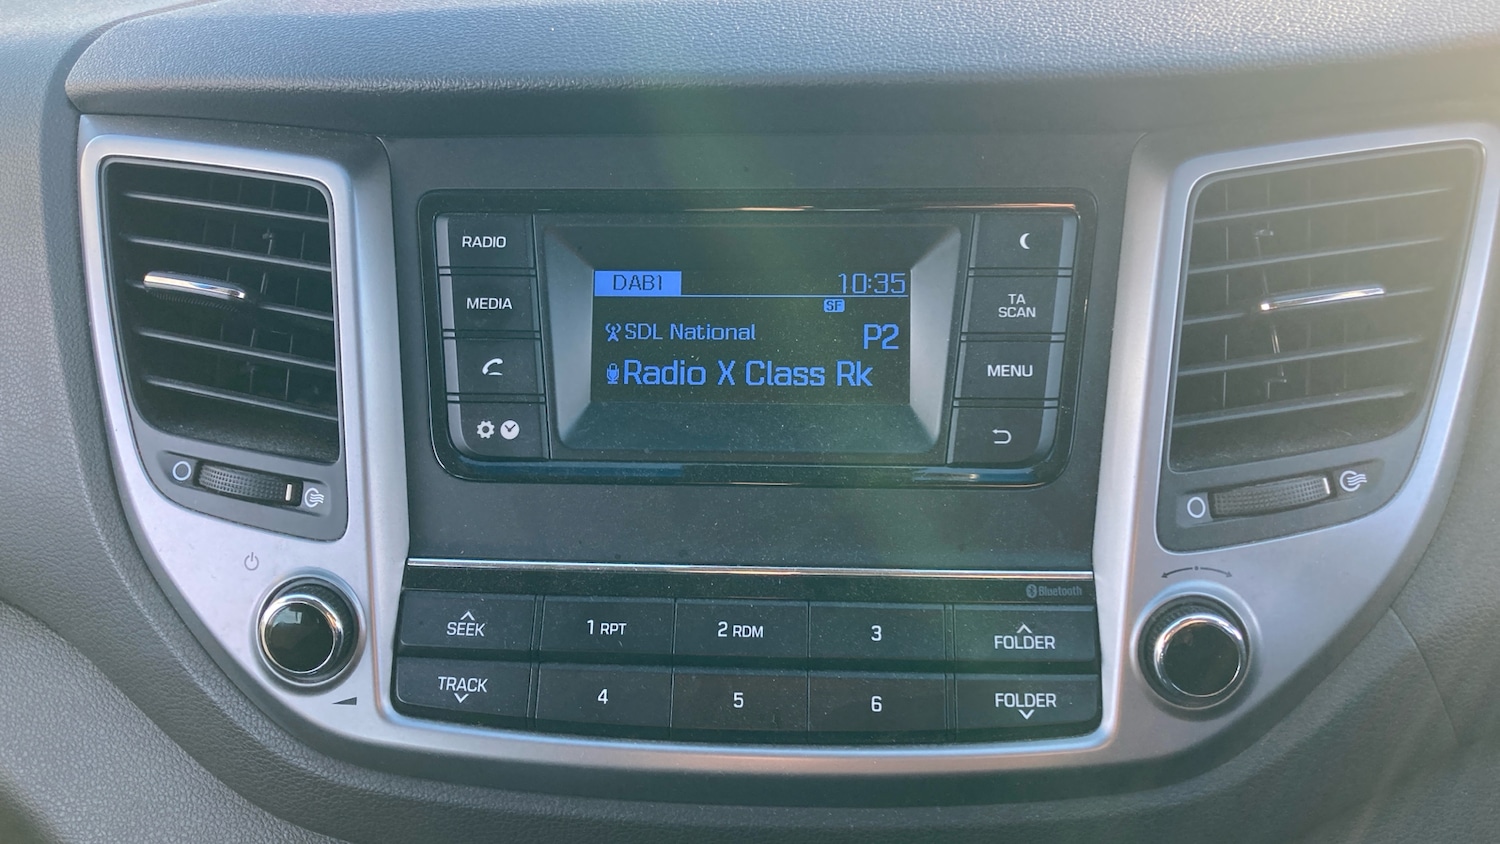 RADIO
MEDIA
DAB1 10:35
SF
SDL National P2
Radio X Class Rk
TA
SCAN
MENU
Bluetooth
SEEK
TRACK
1 RPT
2 RDM
3
4
5
6
FOLDER
FOLDER